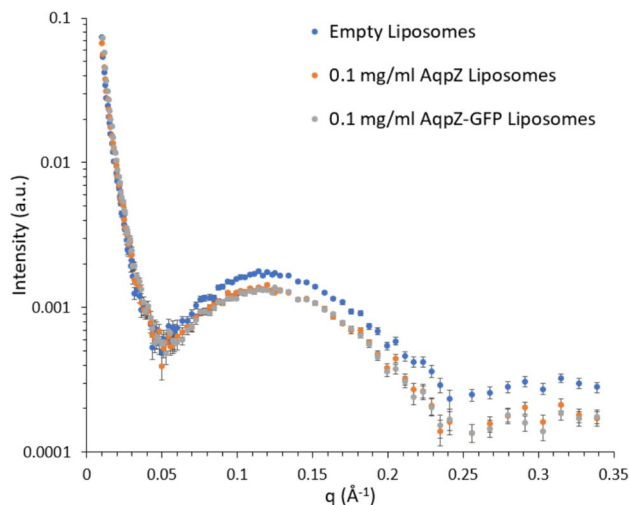 0.1
Empty Liposomes
0.1 mg/ml AqpZ Liposomes
0.1 mg/ml AqpZ-GFP Liposomes
0.01
Intensity (a.u.)
0.001
0.0001
0 0.05 0.1 0.15 0.2 0.25 0.3 0.35
q (Å⁻¹)